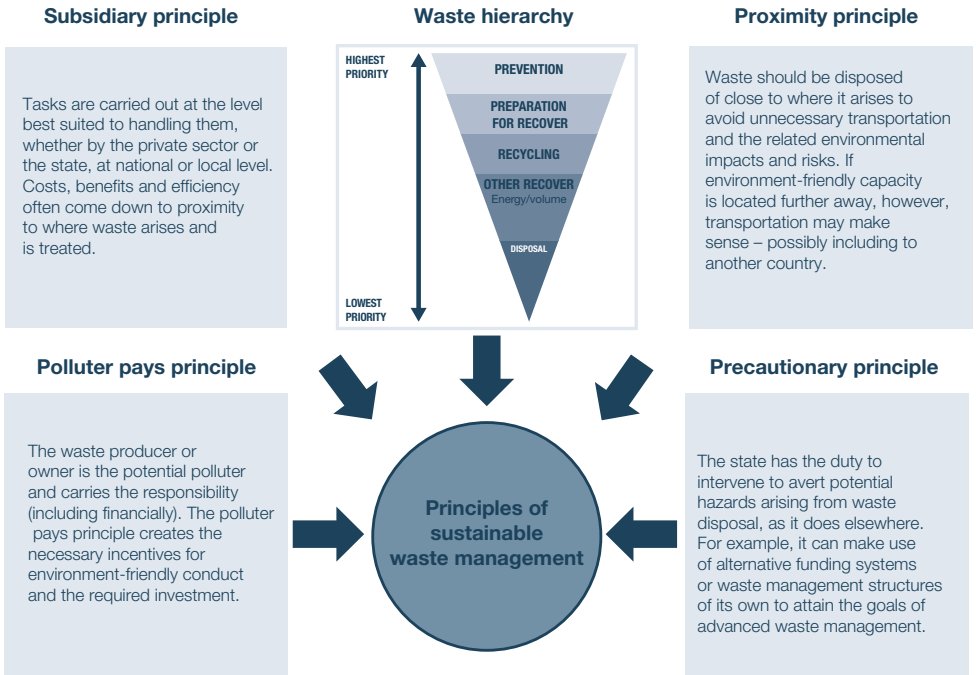 Subsidiary principle
Tasks are carried out at the level
best suited to handling them,
whether by the private sector or
the state, at national or local level.
Costs, benefits and efficiency
often come down to proximity
to where waste arises and
is treated.
Waste hierarchy
HIGHEST
PRIORITY
PREVENTION
PREPARATION
FOR RECOVER
RECYCLING
OTHER RECOVER
Energy/volume
DISPOSAL
LOWEST
PRIORITY
Proximity principle
Waste should be disposed
of close to where it arises to
avoid unnecessary transportation
and the related environmental
impacts and risks. If
environment-friendly capacity
is located further away, however,
transportation may make
sense – possibly including to
another country.
Polluter pays principle
The waste producer or
owner is the potential polluter
and carries the responsibility
(including financially). The polluter
pays principle creates the
necessary incentives for
environment-friendly conduct
and the required investment.
Principles of
sustainable
waste management
Precautionary principle
The state has the duty to
intervene to avert potential
hazards arising from waste
disposal, as it does elsewhere.
For example, it can make use
of alternative funding systems
or waste management structures
of its own to attain the goals of
advanced waste management.